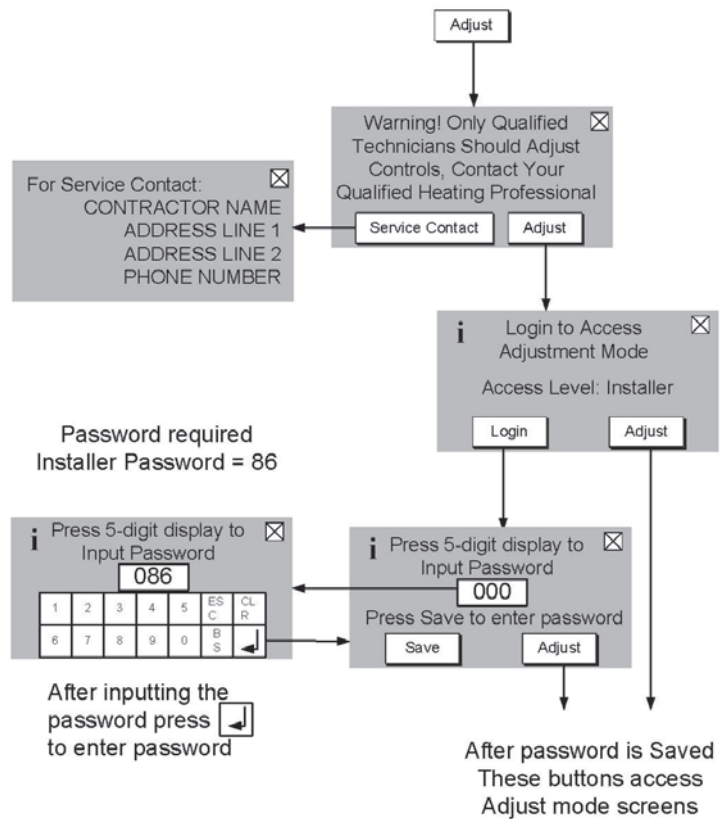 Adjust
Warning! Only Qualified
Technicians Should Adjust
Controls, Contact Your
Qualified Heating Professional
Service Contact
Adjust
For Service Contact:
CONTRACTOR NAME
ADDRESS LINE 1
ADDRESS LINE 2
PHONE NUMBER
i
Login to Access
Adjustment Mode
Access Level: Installer
Login
Adjust
Password required
Installer Password = 86
i
Press 5-digit display to
Input Password
086
1 2 3 4 5 ESC CLR
6 7 8 9 0 BS
After inputting the
password press
to enter password
i
Press 5-digit display to
Input Password
000
Press Save to enter password
Save
Adjust
After password is Saved
These buttons access
Adjust mode screens